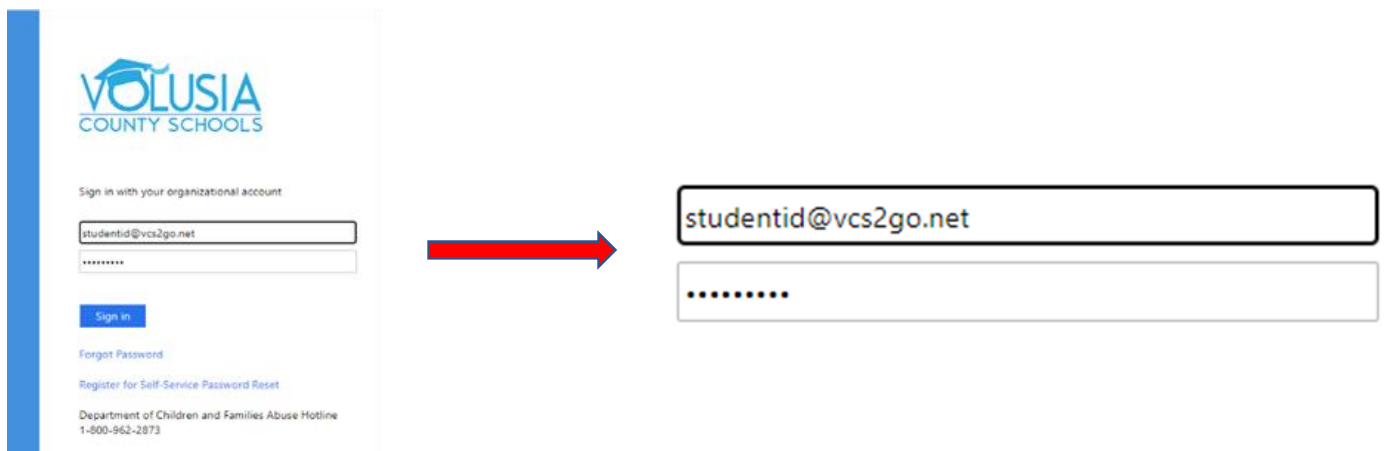 VOLUSIA
COUNTY SCHOOLS
Sign in with your organizational account
studentid@vcs2go.net
•••••••••
Sign in
Forgot Password
Register for Self-Service Password Reset
Department of Children and Families Abuse Hotline
1-800-962-2873
studentid@vcs2go.net
•••••••••